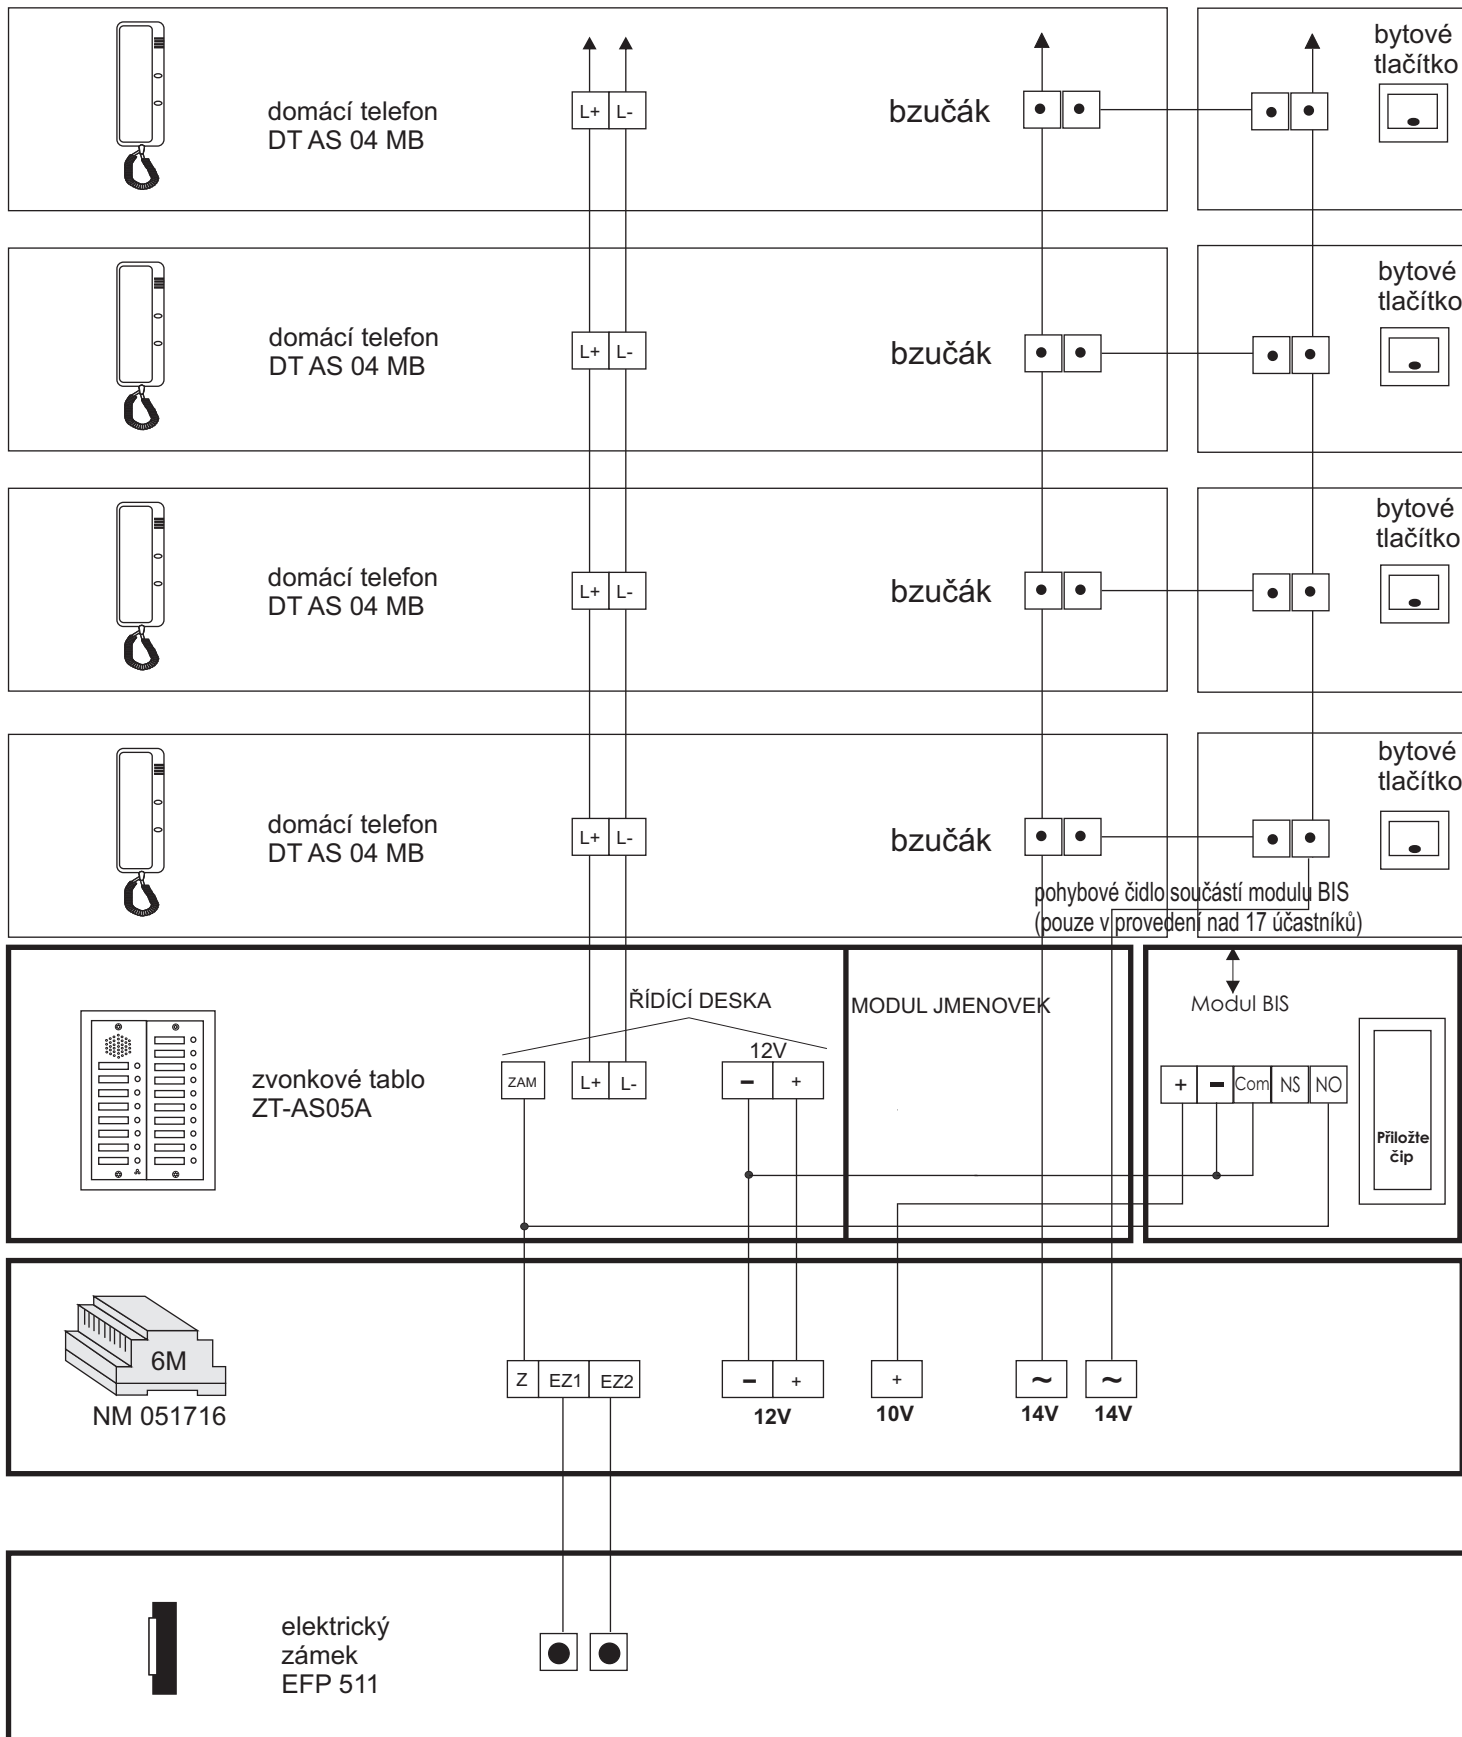 bytové
tlačítko
domácí telefon
DT AS 04 MB
L+ L-
bzučák
bytové
tlačítko
domácí telefon
DT AS 04 MB
L+ L-
bzučák
bytové
tlačítko
domácí telefon
DT AS 04 MB
L+ L-
bzučák
bytové
tlačítko
domácí telefon
DT AS 04 MB
L+ L-
bzučák
pohybové čidlo součástí modulu BIS
(pouze v provedení nad 17 účastníků)
ŘÍDÍCÍ DESKA
MODUL JMENOVEK
Modul BIS
12V
zvonkové tablo
ZT-AS05A
ZAM L+ L- − +
+ − Com NS NO
Přiložte
čip
6M
NM 051716
Z EZ1 EZ2 − + + ~ ~
12V 10V 14V 14V
elektrický
zámek
EFP 511